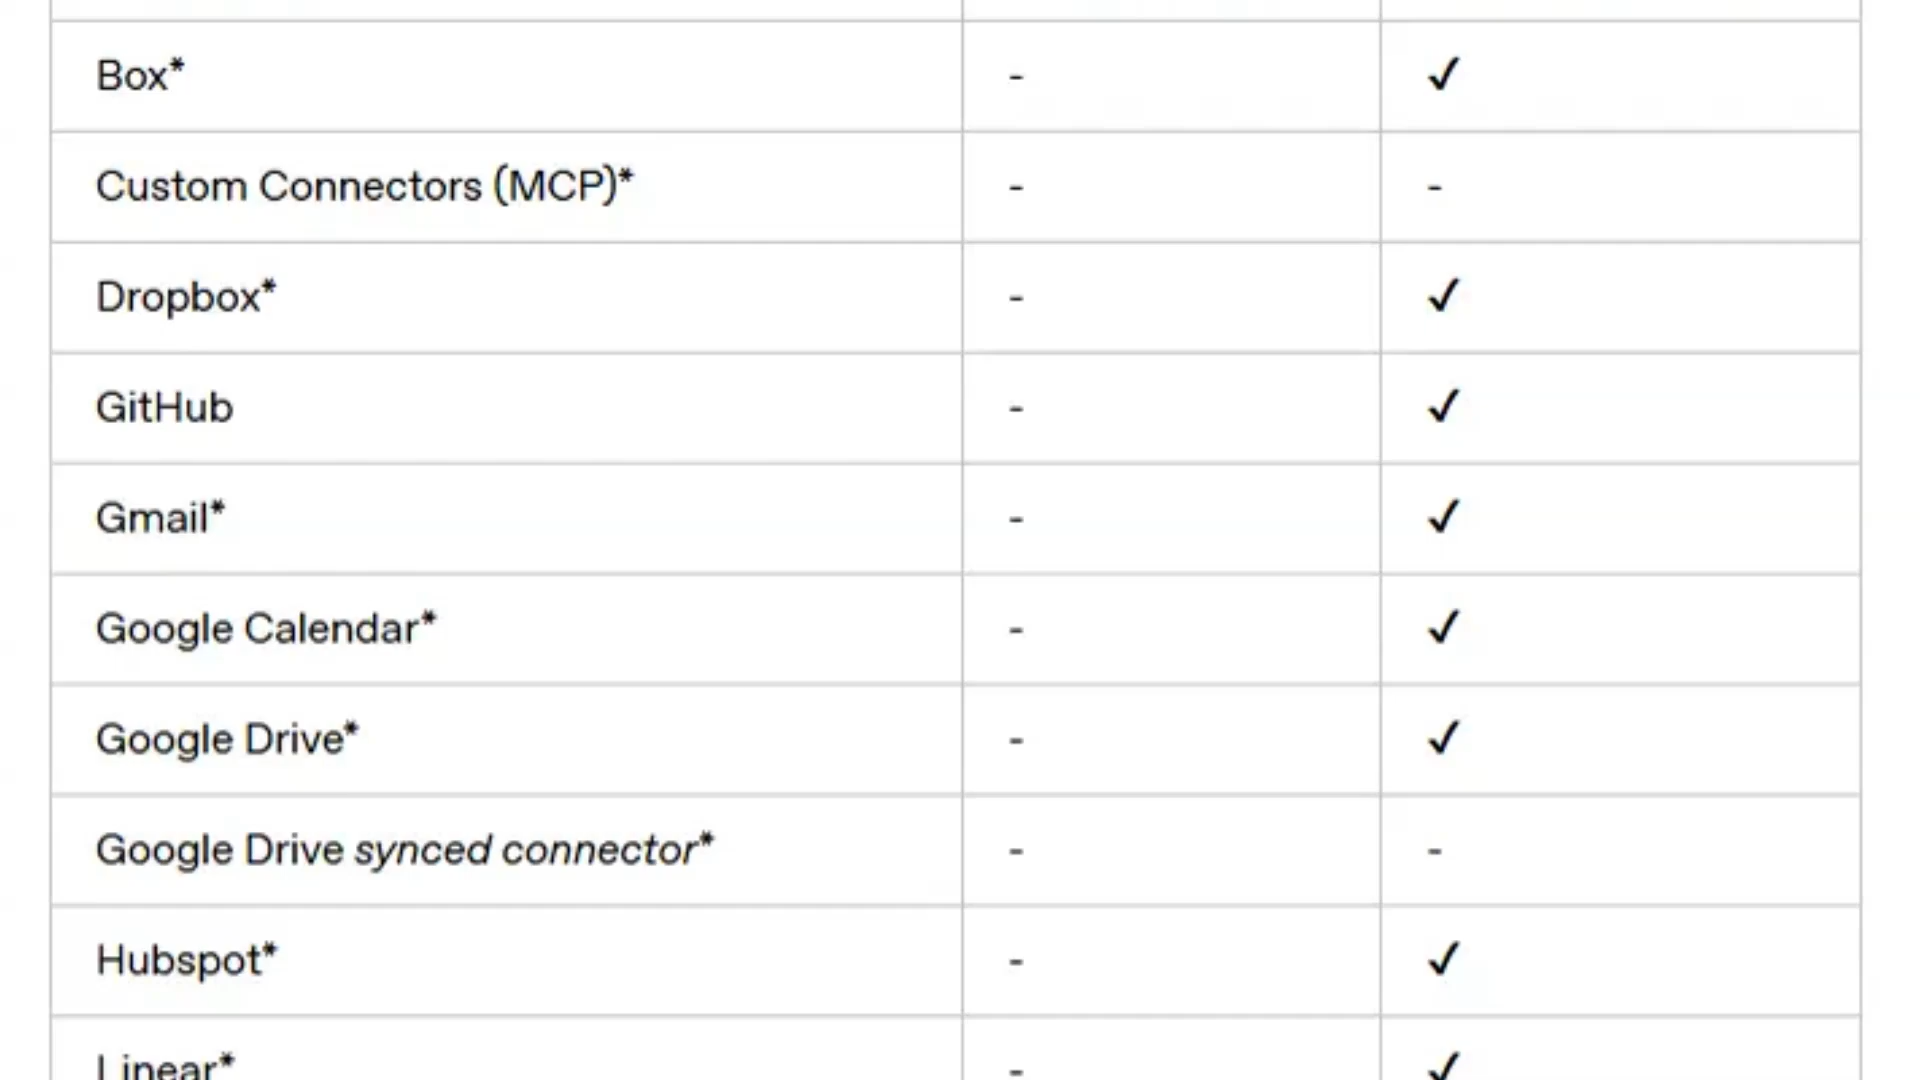 Box* - ✓
Custom Connectors (MCP)* - -
Dropbox* - ✓
GitHub - ✓
Gmail* - ✓
Google Calendar* - ✓
Google Drive* - ✓
Google Drive synced connector* - -
Hubspot* - ✓
Linear* - ✓